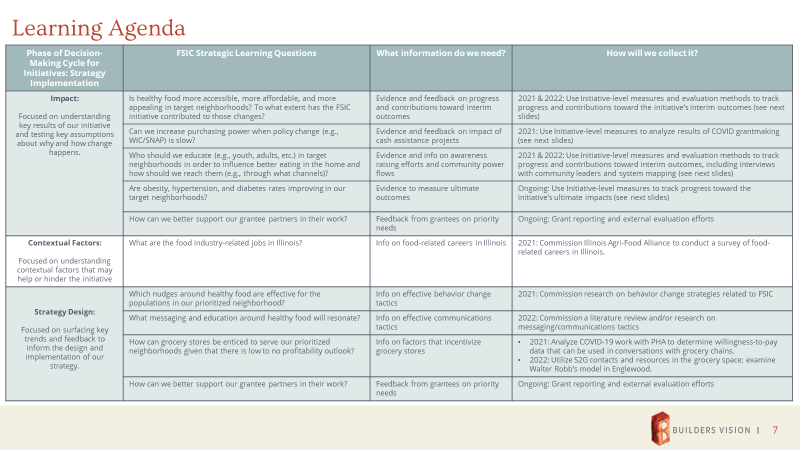 Learning Agenda
Phase of Decision-
Making Cycle for
Initiatives: Strategy
Implementation
FSIC Strategic Learning Questions
What information do we need?
How will we collect it?
Impact:
Focused on understanding
key results of our initiative
and testing key assumptions
about why and how change
happens.
Is healthy food more accessible, more affordable, and more
appealing in target neighborhoods? To what extent has the FSIC
initiative contributed to those changes?
Evidence and feedback on progress
and contributions toward interim
outcomes
2021 & 2022: Use Initiative-level measures and evaluation methods to track
progress and contributions toward the initiative's interim outcomes (see next
slides)
Can we increase purchasing power when policy change (e.g.,
WIC/SNAP) is slow?
Evidence and feedback on impact of
cash assistance projects
2021: Use Initiative-level measures to analyze results of COVID grantmaking
(see next slides)
Who should we educate (e.g., youth, adults, etc.) in target
neighborhoods in order to influence better eating in the home and
how should we reach them (e.g., through what channels)?
Evidence and info on awareness
raising efforts and community power
flows
2021 & 2022: Use Initiative-level measures and evaluation methods to track
progress and contributions toward interim outcomes, including interviews
with community leaders and system mapping (see next slides)
Are obesity, hypertension, and diabetes rates improving in our
target neighborhoods?
Evidence to measure ultimate
outcomes
Ongoing: Use Initiative-level measures to track progress toward the
initiative's ultimate impacts (see next slides)
How can we better support our grantee partners in their work?
Feedback from grantees on priority
needs
Ongoing: Grant reporting and external evaluation efforts
Contextual Factors:
Focused on understanding
contextual factors that may
help or hinder the initiative
What are the food industry-related jobs in Illinois?
Info on food-related careers in Illinois
2021: Commission Illinois Agri-Food Alliance to conduct a survey of food-
related careers in Illinois.
Strategy Design:
Focused on surfacing key
trends and feedback to
inform the design and
implementation of our
strategy.
Which nudges around healthy food are effective for the
populations in our prioritized neighborhood?
Info on effective behavior change
tactics
2021: Commission research on behavior change strategies related to FSIC
What messaging and education around healthy food will resonate?
Info on effective communications
tactics
2022: Commission a literature review and/or research on
messaging/communications tactics
How can grocery stores be enticed to serve our prioritized
neighborhoods given that there is low to no profitability outlook?
Info on factors that incentivize
grocery stores
• 2021: Analyze COVID-19 work with PHA to determine willingness-to-pay
data that can be used in conversations with grocery chains.
• 2022: Utilize S2G contacts and resources in the grocery space; examine
Walter Robb's model in Englewood.
How can we better support our grantee partners in their work?
Feedback from grantees on priority
needs
Ongoing: Grant reporting and external evaluation efforts
BUILDERS VISION | 7